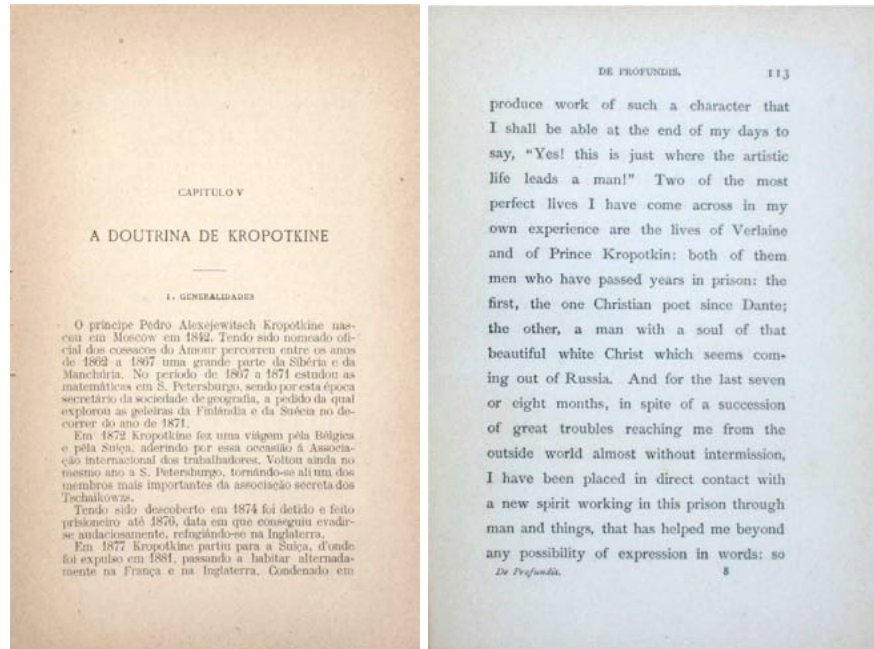 CAPITULO V
A DOUTRINA DE KROPOTKINE
1. GENERALIDADES
O príncipe Pedro Alexejewitsch Kropotkine nas-
ceu em Moscow em 1842. Tendo sido nomeado ofi-
cial dos cossacos do Amour percorreu entre os anos
de 1862 a 1867 uma grande parte da Sibéria e da
Manchúria. No período de 1867 a 1871 estudou as
matemáticas em S. Petersburgo, sendo por esta época
secretário da sociedade de geografia, a pedido da qual
explorou as geleiras da Finlándia e da Suécia no de-
correr do ano de 1871.
Em 1872 Kropotkine fez uma viágem péla Bélgica
e péla Suíça, aderindo por essa occasião á Associa-
ção internacional dos trabalhadores. Voltou ainda no
mesmo ano a S. Petersburgo, tornándo-se ali um dos
membros mais importantes da associação secreta dos
Tschaikowzs.
Tendo sido descoberto em 1874 foi detido e feito
prisioneiro até 1876, data em que conseguiu evadir-
se audaciosamente, refugiándo-se na Inglaterra.
Em 1877 Kropotkine partiu para a Suíça, d'onde
foi expulso em 1881, passando a habitar alternada-
mente na França e na Inglaterra. Condenado em
DE PROFUNDIS. 113
produce work of such a character that
I shall be able at the end of my days to
say, "Yes! this is just where the artistic
life leads a man!" Two of the most
perfect lives I have come across in my
own experience are the lives of Verlaine
and of Prince Kropotkin: both of them
men who have passed years in prison: the
first, the one Christian poet since Dante;
the other, a man with a soul of that
beautiful white Christ which seems com-
ing out of Russia. And for the last seven
or eight months, in spite of a succession
of great troubles reaching me from the
outside world almost without intermission,
I have been placed in direct contact with
a new spirit working in this prison through
man and things, that has helped me beyond
any possibility of expression in words: so
De Profundis. 8